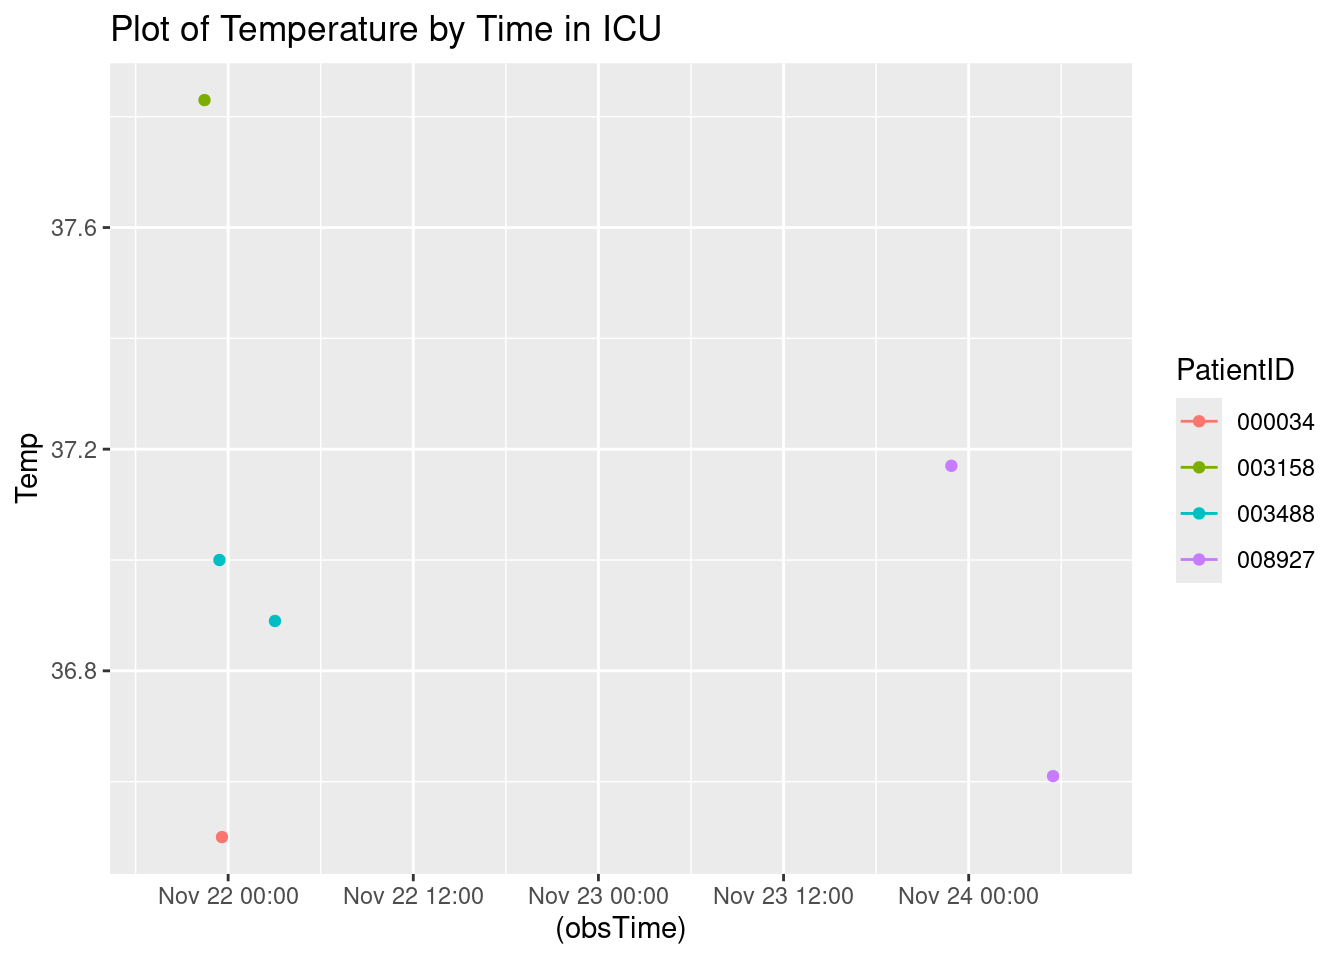 Plot of Temperature by Time in ICU
37.6
37.2
36.8
Temp
Nov 22 00:00
Nov 22 12:00
Nov 23 00:00
Nov 23 12:00
Nov 24 00:00
(obsTime)
PatientID
000034
003158
003488
008927